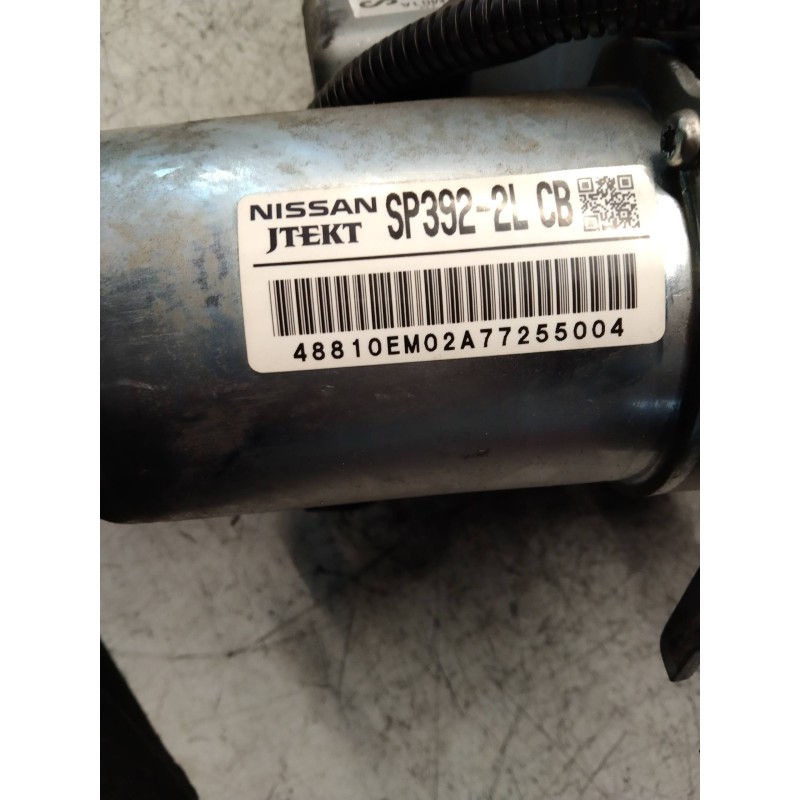 NISSAN SP392-2L CB
JTEKT
48810EM02A77255004